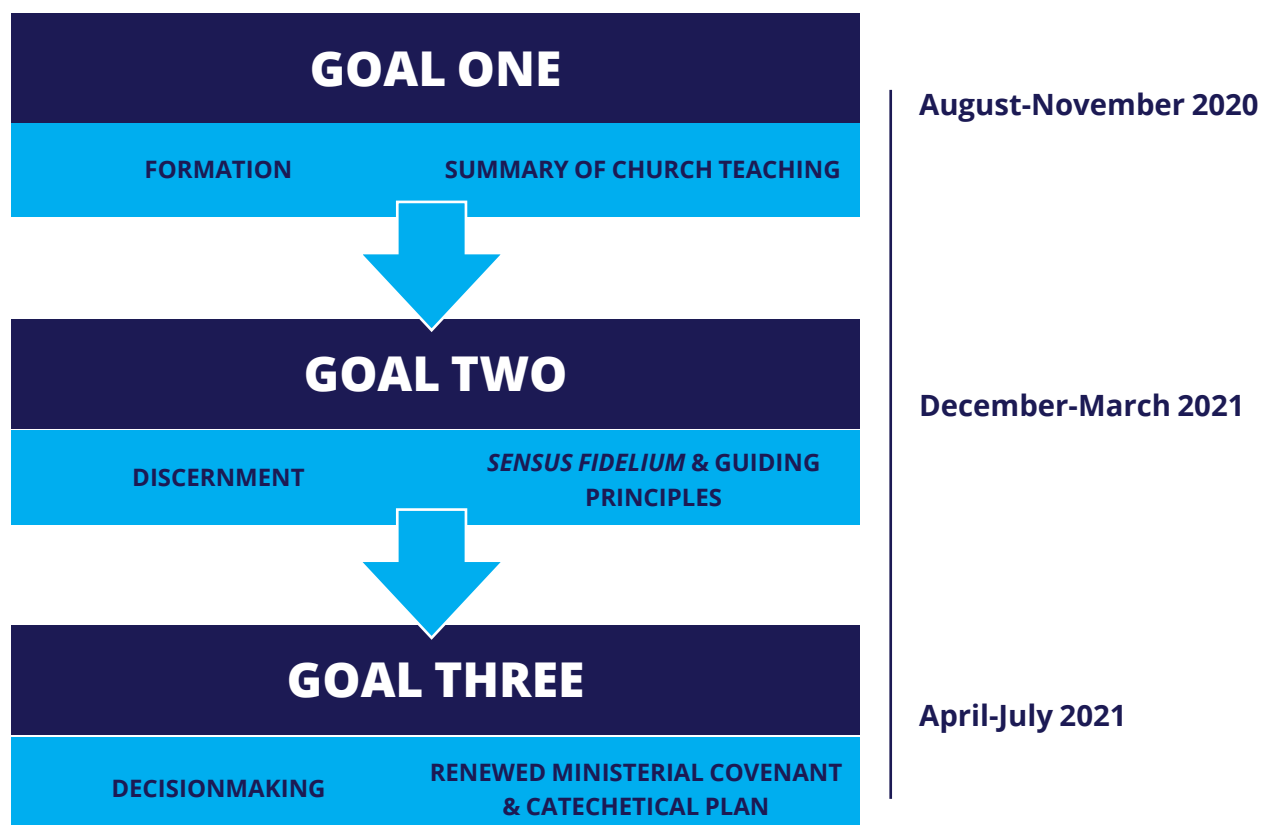 GOAL ONE
August-November 2020
FORMATION
SUMMARY OF CHURCH TEACHING
GOAL TWO
December-March 2021
DISCERNMENT
SENSUS FIDELIUM & GUIDING
PRINCIPLES
GOAL THREE
April-July 2021
DECISIONMAKING
RENEWED MINISTERIAL COVENANT
& CATECHETICAL PLAN